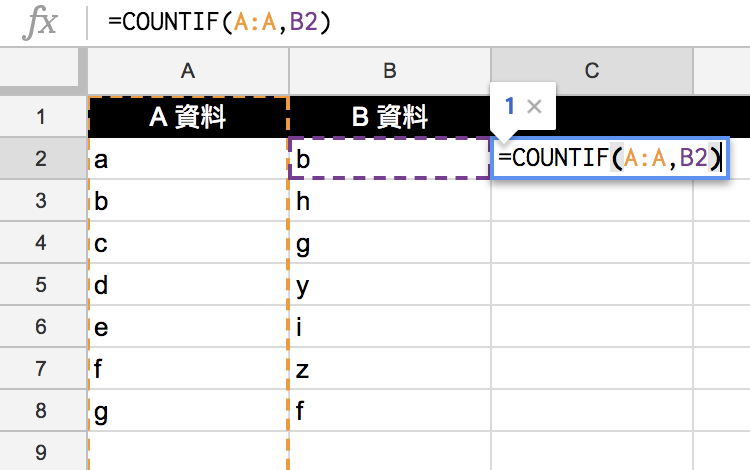 fx =COUNTIF(A:A,B2)
A B C
1 A 資料 B 資料 1 ×
2 a b =COUNTIF(A:A,B2)
3 b h
4 c g
5 d y
6 e i
7 f z
8 g f
9